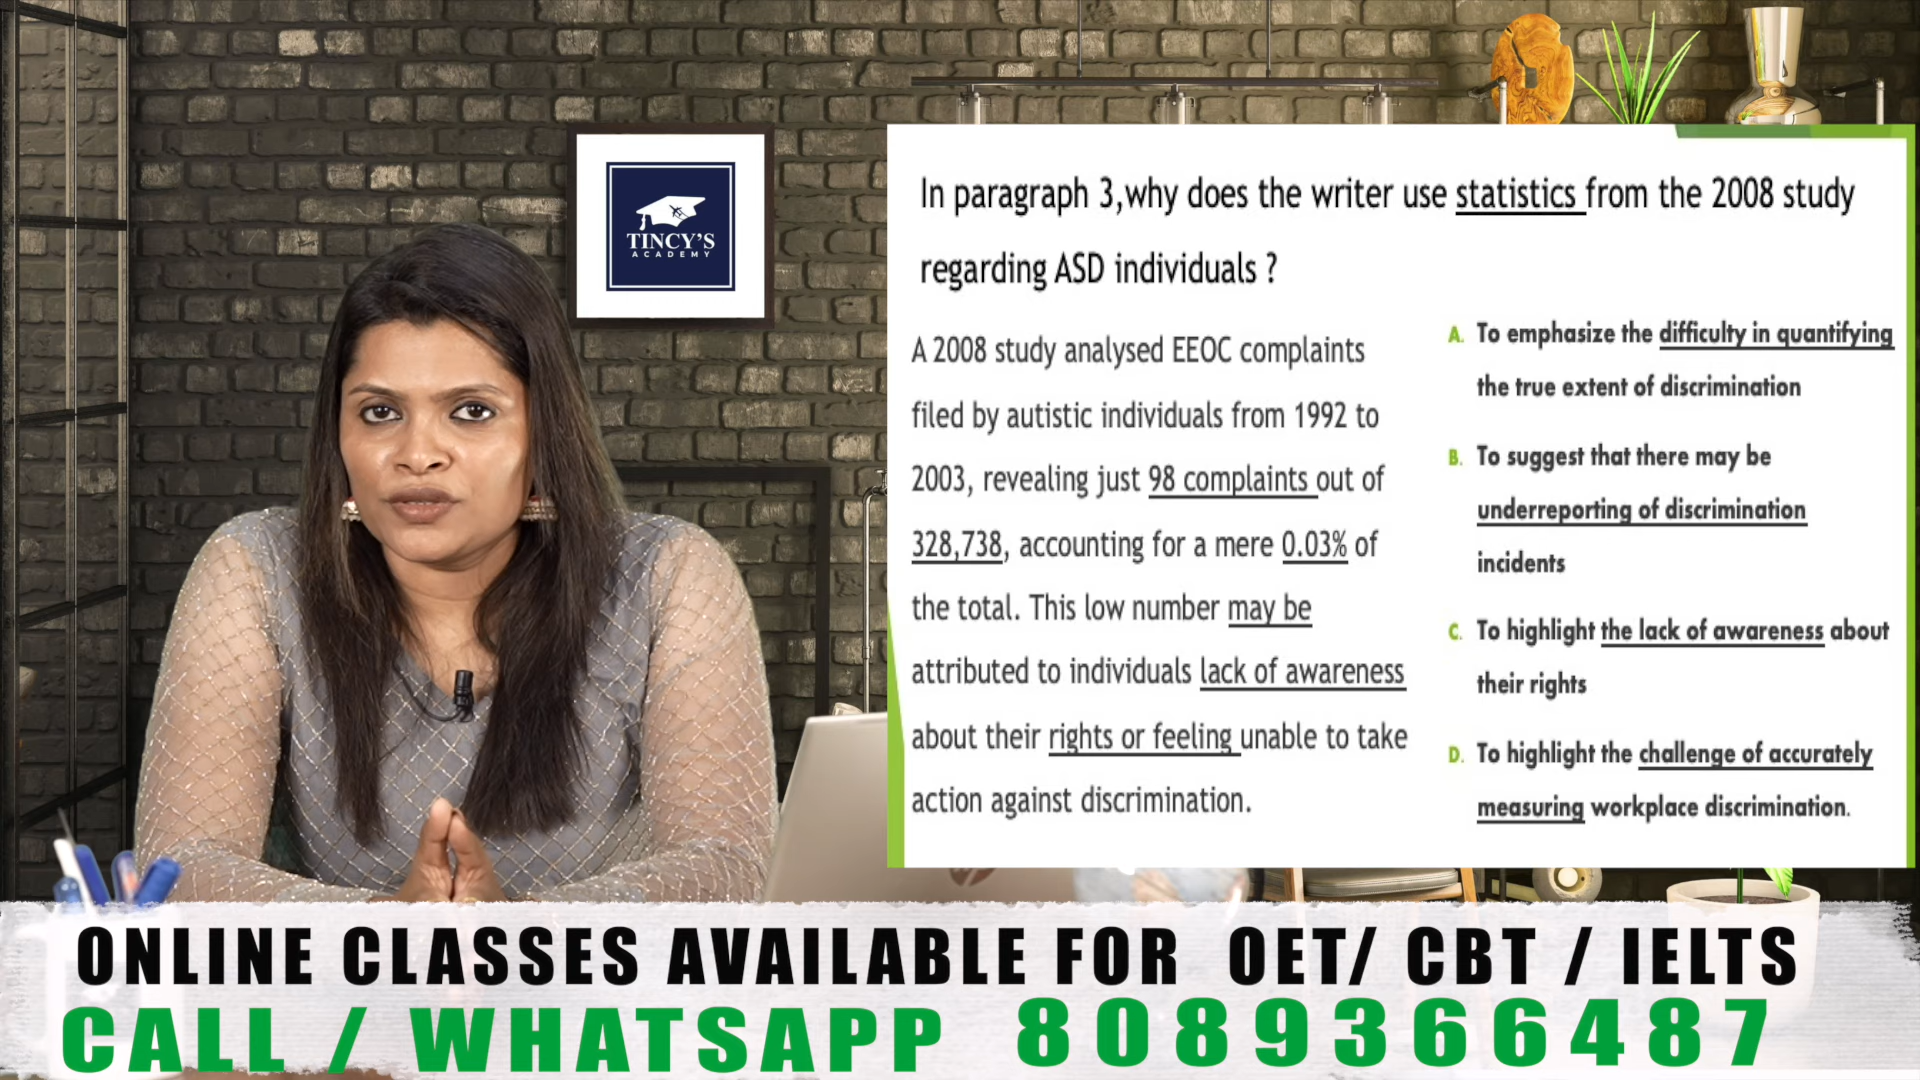 TINCY'S
ACADEMY
In paragraph 3,why does the writer use statistics from the 2008 study
regarding ASD individuals ?
A 2008 study analysed EEOC complaints
filed by autistic individuals from 1992 to
2003, revealing just 98 complaints out of
328,738, accounting for a mere 0.03% of
the total. This low number may be
attributed to individuals lack of awareness
about their rights or feeling unable to take
action against discrimination.
A. To emphasize the difficulty in quantifying
the true extent of discrimination
B. To suggest that there may be
underreporting of discrimination
incidents
C. To highlight the lack of awareness about
their rights
D. To highlight the challenge of accurately
measuring workplace discrimination.
ONLINE CLASSES AVAILABLE FOR OET/ CBT / IELTS
CALL / WHATSAPP 8089366487